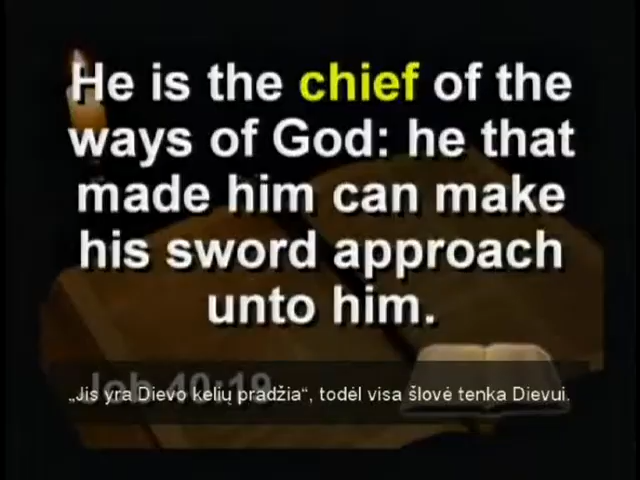 He is the chief of the
ways of God: he that
made him can make
his sword approach
unto him.
Job 40:19
„Jis yra Dievo kelių pradžia“, todėl visa šlovė tenka Dievui.